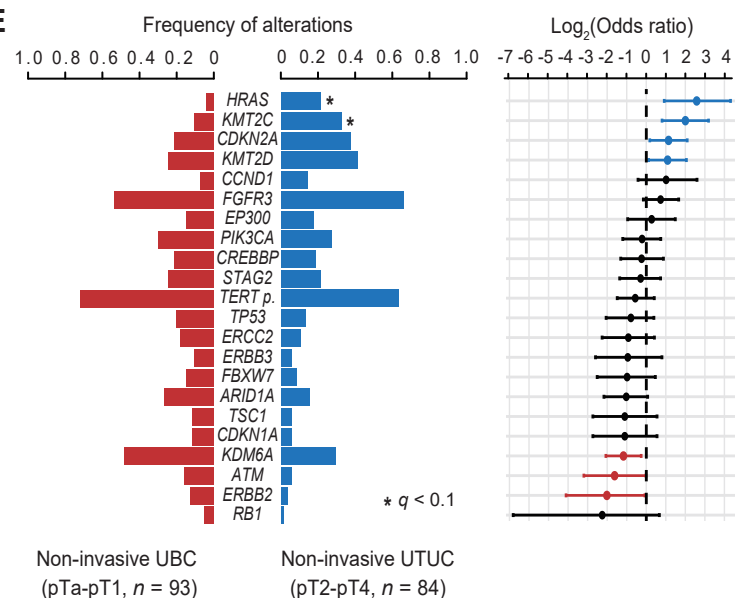 E
Frequency of alterations
Log2(Odds ratio)
1.0 0.8 0.6 0.4 0.2 0
0 0.2 0.4 0.6 0.8 1.0
-7 -6 -5 -4 -3 -2 -1 0 1 2 3 4
HRAS *
KMT2C *
CDKN2A
KMT2D
CCND1
FGFR3
EP300
PIK3CA
CREBBP
STAG2
TERT p.
TP53
ERCC2
ERBB3
FBXW7
ARID1A
TSC1
CDKN1A
KDM6A
ATM
ERBB2
RB1
* q < 0.1
Non-invasive UBC
(pTa-pT1, n = 93)
Non-invasive UTUC
(pT2-pT4, n = 84)